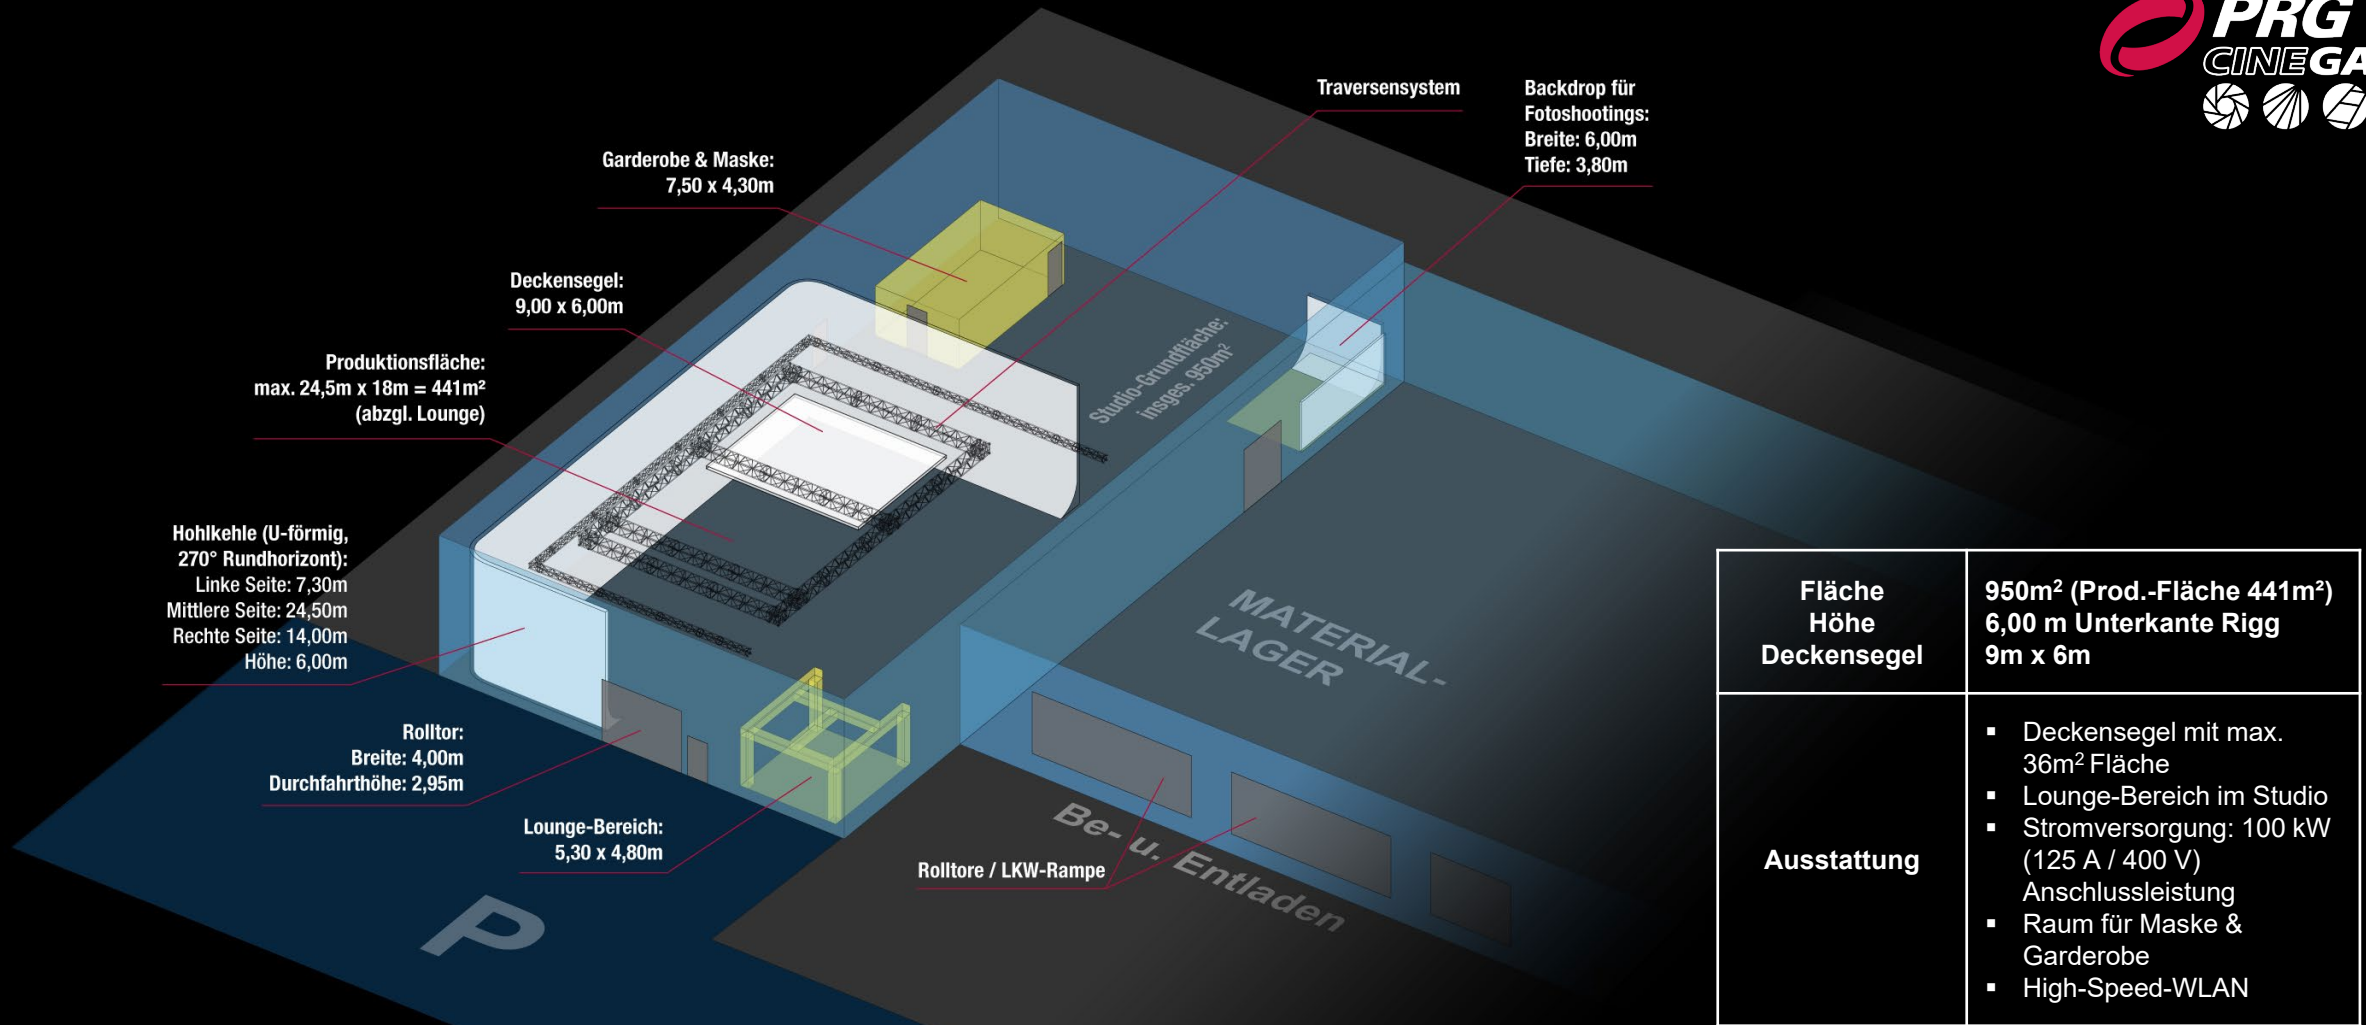 PRG
CINEGA
Traversensystem
Backdrop für
Fotoshootings:
Breite: 6,00m
Tiefe: 3,80m
Garderobe & Maske:
7,50 x 4,30m
Deckensegel:
9,00 x 6,00m
Produktionsfläche:
max. 24,5m x 18m = 441m²
(abzgl. Lounge)
Studio-Grundfläche:
insges. 950m²
Hohlkehle (U-förmig,
270° Rundhorizont):
Linke Seite: 7,30m
Mittlere Seite: 24,50m
Rechte Seite: 14,00m
Höhe: 6,00m
MATERIAL-
LAGER
Rolltor:
Breite: 4,00m
Durchfahrthöhe: 2,95m
Lounge-Bereich:
5,30 x 4,80m
Rolltore / LKW-Rampe
Be- u. Entladen
P
Fläche
Höhe
Deckensegel
950m² (Prod.-Fläche 441m²)
6,00 m Unterkante Rigg
9m x 6m
Ausstattung
▪ Deckensegel mit max.
36m² Fläche
▪ Lounge-Bereich im Studio
▪ Stromversorgung: 100 kW
(125 A / 400 V)
Anschlussleistung
▪ Raum für Maske &
Garderobe
▪ High-Speed-WLAN